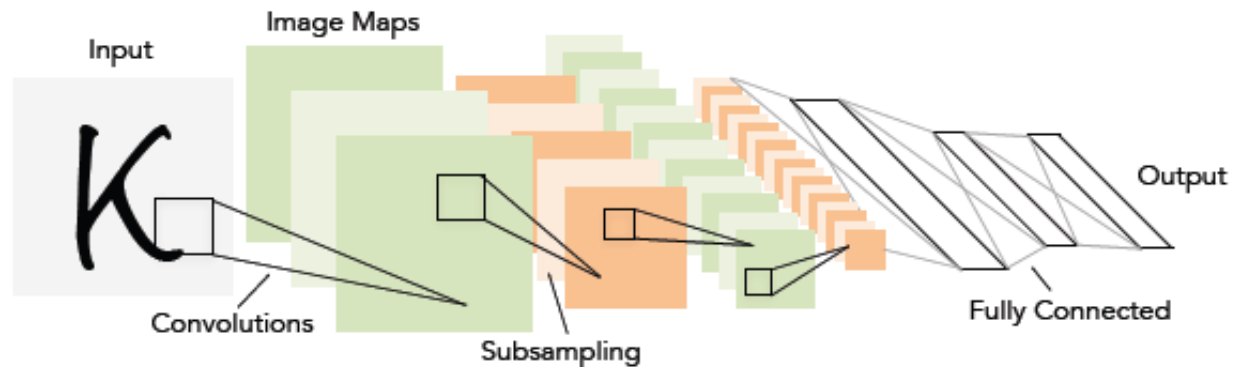 Image Maps
Input
K
Output
Convolutions
Subsampling
Fully Connected